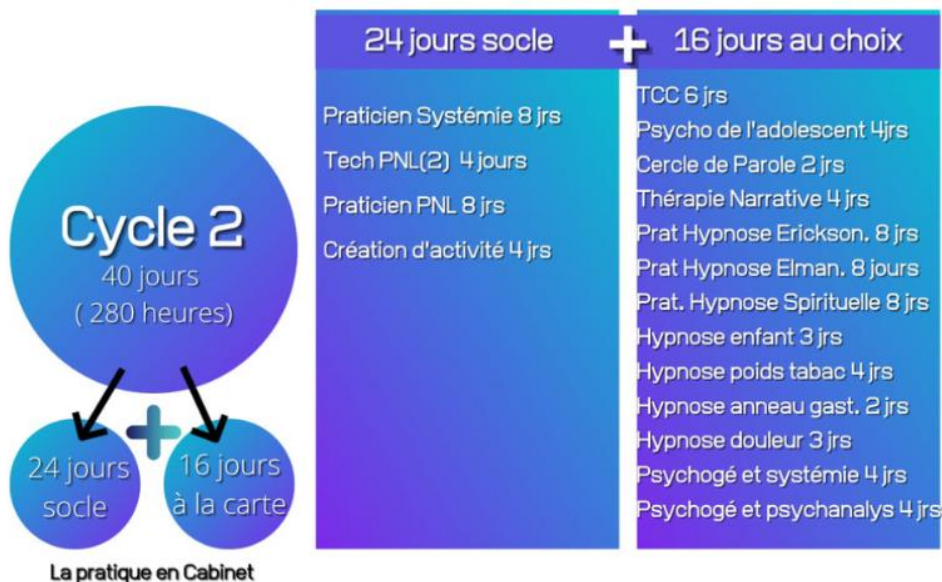 Cycle 2
40 jours
( 280 heures)
24 jours
socle
+
16 jours
à la carte
La pratique en Cabinet
24 jours socle + 16 jours au choix
Praticien Systémie 8 jrs
Tech PNL(2) 4 jours
Praticien PNL 8 jrs
Création d'activité 4 jrs
TCC 6 jrs
Psycho de l'adolescent 4jrs
Cercle de Parole 2 jrs
Thérapie Narrative 4 jrs
Prat Hypnose Erickson. 8 jrs
Prat Hypnose Elman. 8 jours
Prat. Hypnose Spirituelle 8 jrs
Hypnose enfant 3 jrs
Hypnose poids tabac 4 jrs
Hypnose anneau gast. 2 jrs
Hypnose douleur 3 jrs
Psychogé et systémie 4 jrs
Psychogé et psychanalys 4 jrs